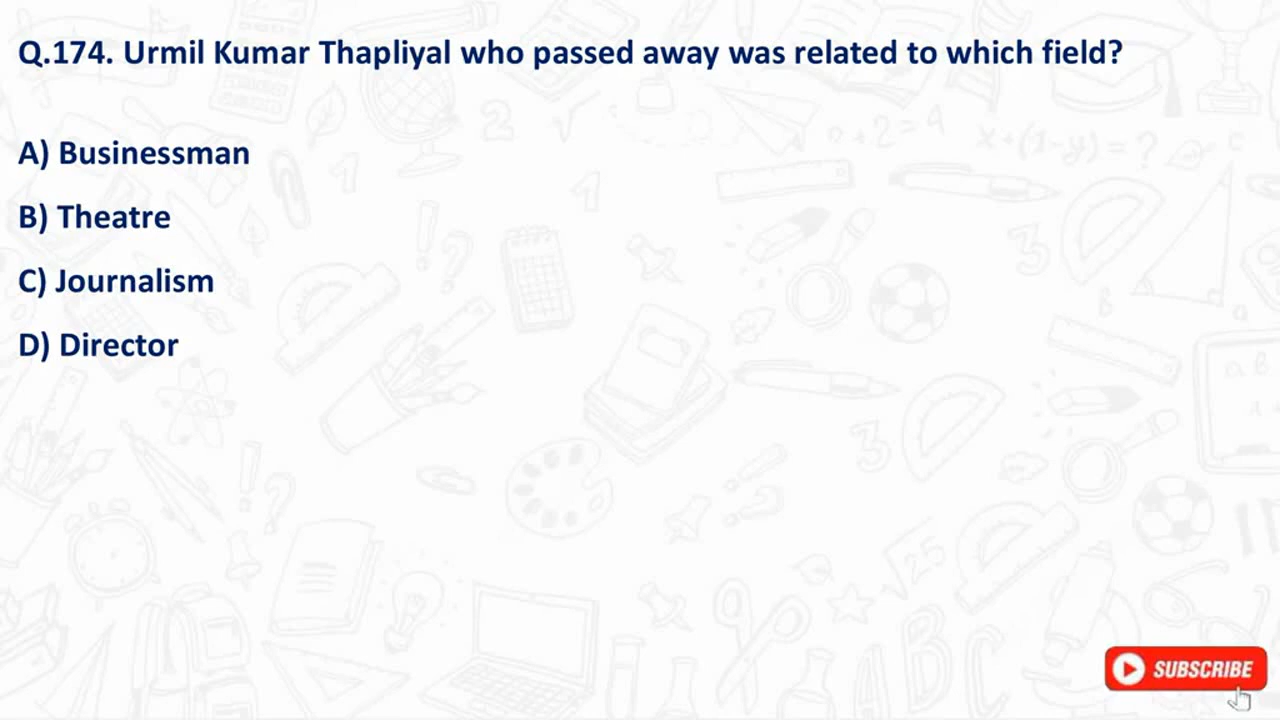 Q.174. Urmil Kumar Thapliyal who passed away was related to which field?
A) Businessman
B) Theatre
C) Journalism
D) Director
SUBSCRIBE